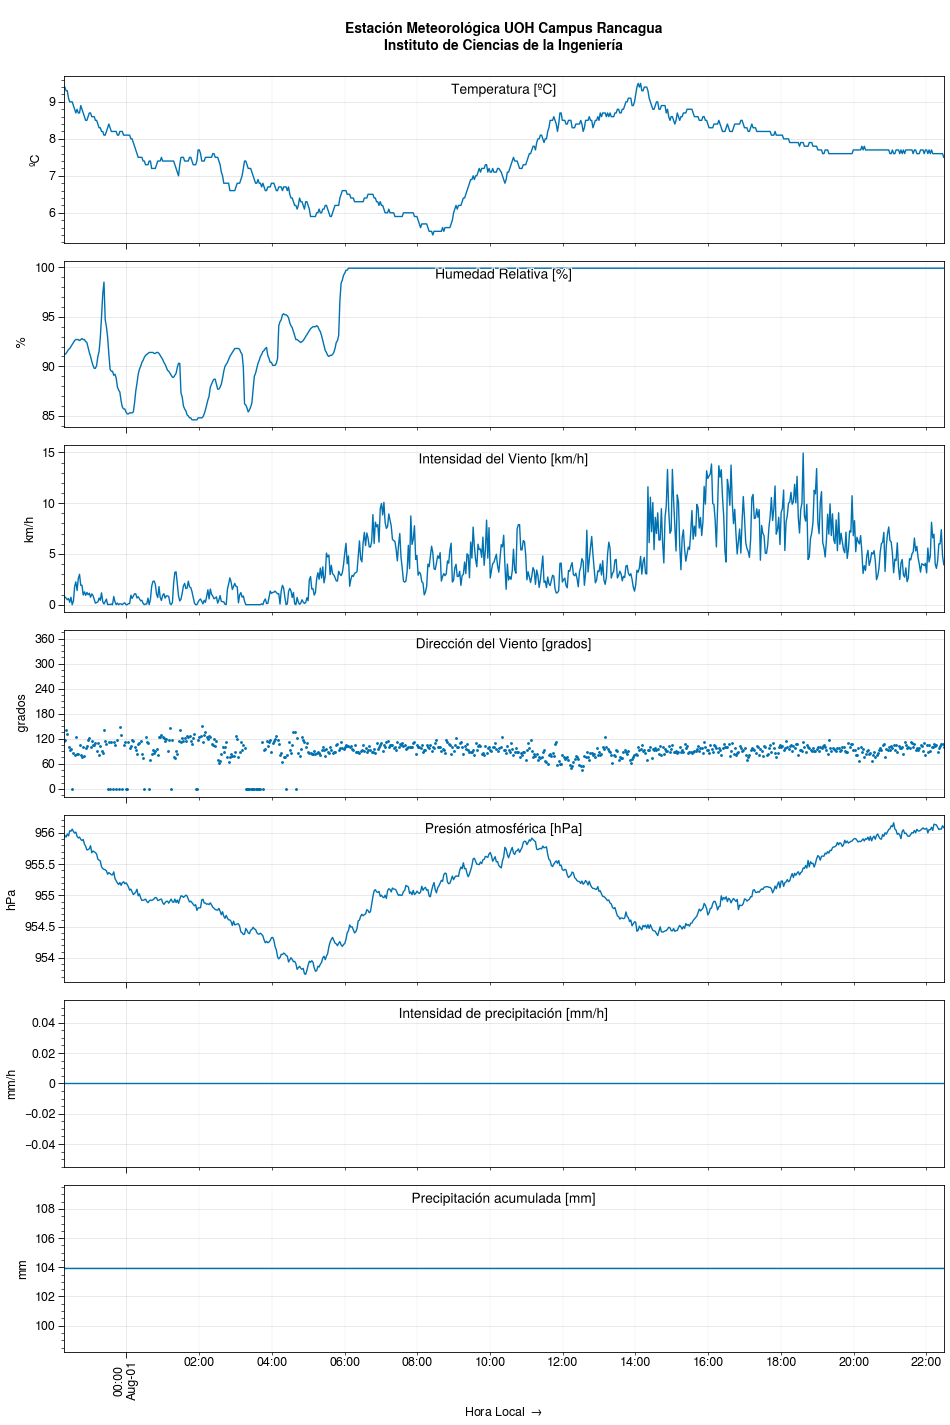 Estación Meteorológica UOH Campus Rancagua
Instituto de Ciencias de la Ingeniería
Temperatura [ºC]
9
8
7
6
ºC
Humedad Relativa [%]
100
95
90
85
%
Intensidad del Viento [km/h]
15
10
5
0
km/h
Dirección del Viento [grados]
360
300
240
180
120
60
0
grados
Presión atmosférica [hPa]
956
955.5
955
954.5
954
hPa
Intensidad de precipitación [mm/h]
0.04
0.02
0
−0.02
−0.04
mm/h
Precipitación acumulada [mm]
108
106
104
102
100
mm
00:00
Aug-01
02:00
04:00
06:00
08:00
10:00
12:00
14:00
16:00
18:00
20:00
22:00
Hora Local →